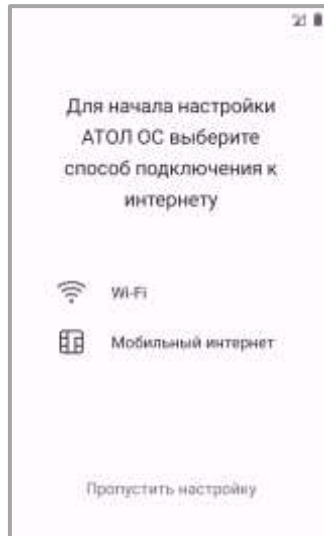 Для начала настройки
АТОЛ ОС выберите
способ подключения к
интернету
Wi-Fi
Мобильный интернет
Пропустить настройку